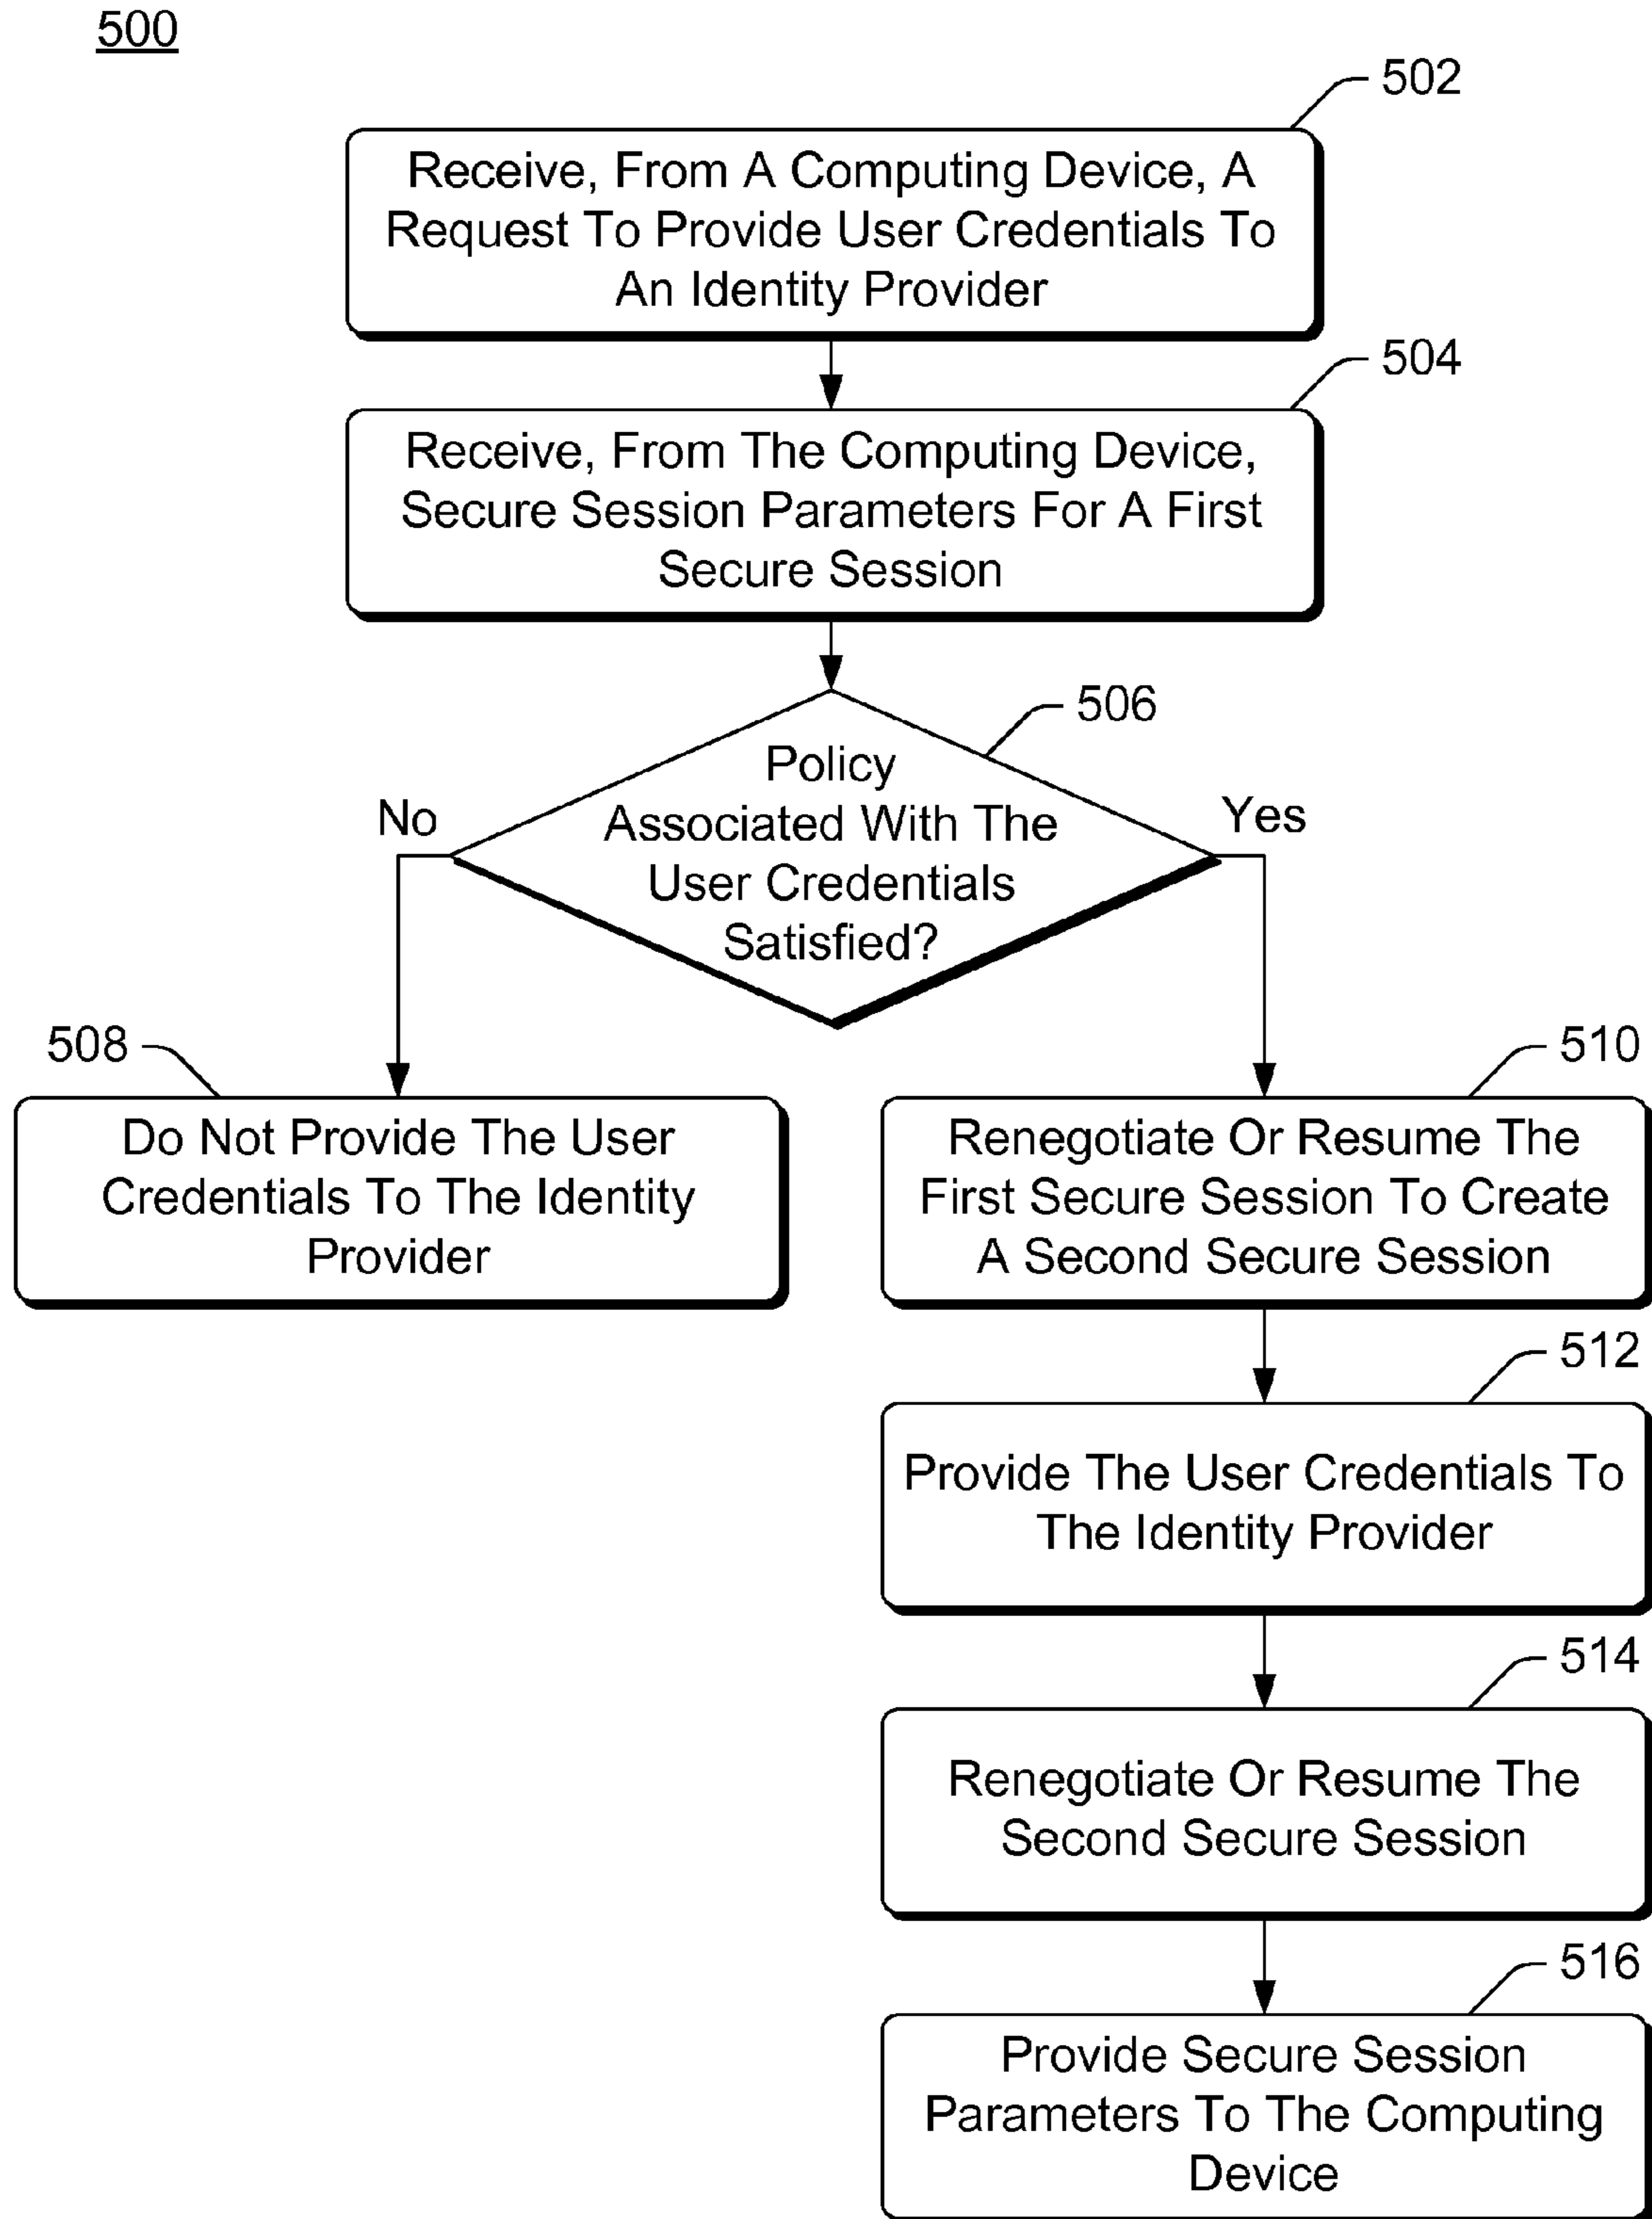 500
502
Receive, From A Computing Device, A
Request To Provide User Credentials To
An Identity Provider
504
Receive, From The Computing Device,
Secure Session Parameters For A First
Secure Session
506
Policy
Associated With The
User Credentials
Satisfied?
No
Yes
508
Do Not Provide The User
Credentials To The Identity
Provider
510
Renegotiate Or Resume The
First Secure Session To Create
A Second Secure Session
512
Provide The User Credentials To
The Identity Provider
514
Renegotiate Or Resume The
Second Secure Session
516
Provide Secure Session
Parameters To The Computing
Device